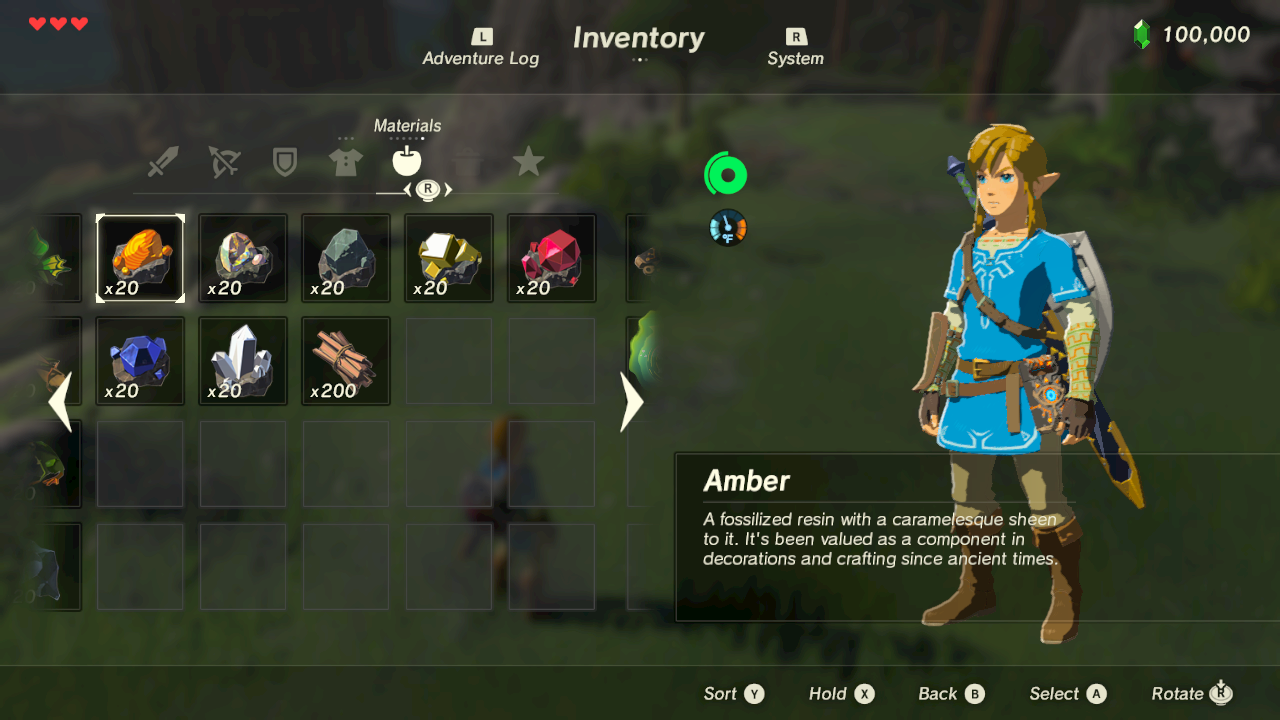 L
Adventure Log
Inventory
R
System
100,000
Materials
R
°F
x20
x20
x20
x20
x20
x20
x20
x200
Amber
A fossilized resin with a caramelesque sheen
to it. It's been valued as a component in
decorations and crafting since ancient times.
Sort Y
Hold X
Back B
Select A
Rotate R